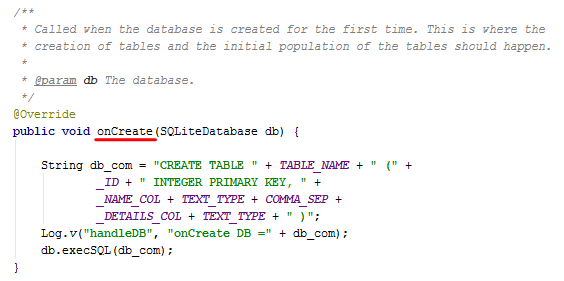 /**
 * Called when the database is created for the first time. This is where the
 * creation of tables and the initial population of the tables should happen.
 *
 * @param db The database.
 */
@Override
public void onCreate(SQLiteDatabase db) {
    String db_com = "CREATE TABLE " + TABLE_NAME + " (" +
            _ID + " INTEGER PRIMARY KEY, " +
            _NAME_COL + TEXT_TYPE + COMMA_SEP +
            _DETAILS_COL + TEXT_TYPE + " )";
    Log.v("handleDB", "onCreate DB =" + db_com);
    db.execSQL(db_com);
}